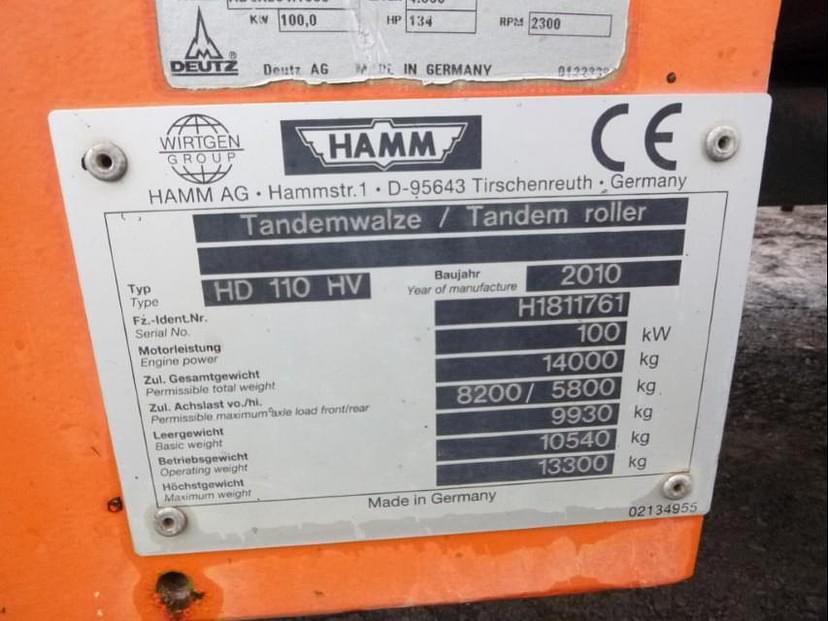 KW 100,0 HP 134 RPM 2300
DEUTZ ® Deutz AG MADE IN GERMANY
WIRTGEN GROUP
HAMM
CE
HAMM AG · Hammstr.1 · D-95643 Tirschenreuth · Germany
Tandemwalze / Tandem roller
Typ
Type
HD 110 HV
Baujahr
Year of manufacture
2010
Fz.-Ident.Nr.
Serial No.
H1811761
Motorleistung
Engine power
100 kW
Zul. Gesamtgewicht
Permissible total weight
14000 kg
Zul. Achslast vo./hi.
Permissible maximum axle load front/rear
8200/ 5800 kg
Leergewicht
Basic weight
9930 kg
Betriebsgewicht
Operating weight
10540 kg
Höchstgewicht
Maximum weight
13300 kg
Made in Germany
02134955